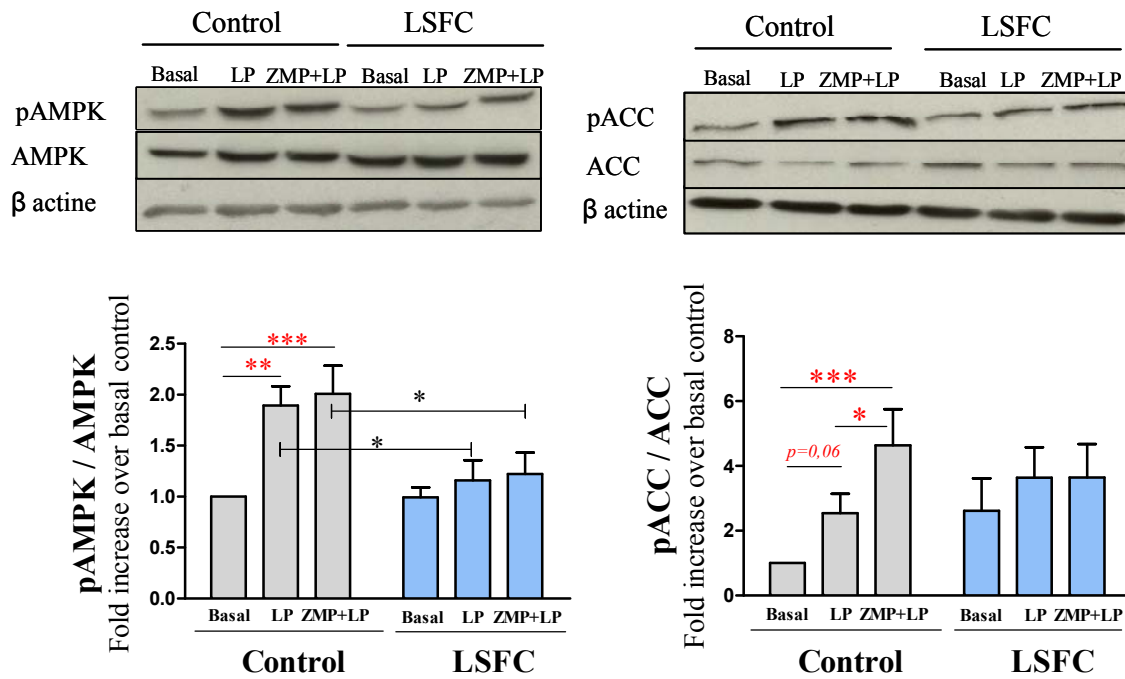 Control LSFC
Basal LP ZMP+LP Basal LP ZMP+LP
pAMPK
AMPK
β actine
Control LSFC
Basal LP ZMP+LP Basal LP ZMP+LP
pACC
ACC
β actine
pAMPK / AMPK
Fold increase over basal control
2.5
2.0
1.5
1.0
0.5
0.0
***
**
*
*
Basal LP ZMP+LP Basal LP ZMP+LP
Control LSFC
pACC / ACC
Fold increase over basal control
8
6
4
2
0
***
*
p=0,06
Basal LP ZMP+LP Basal LP ZMP+LP
Control LSFC